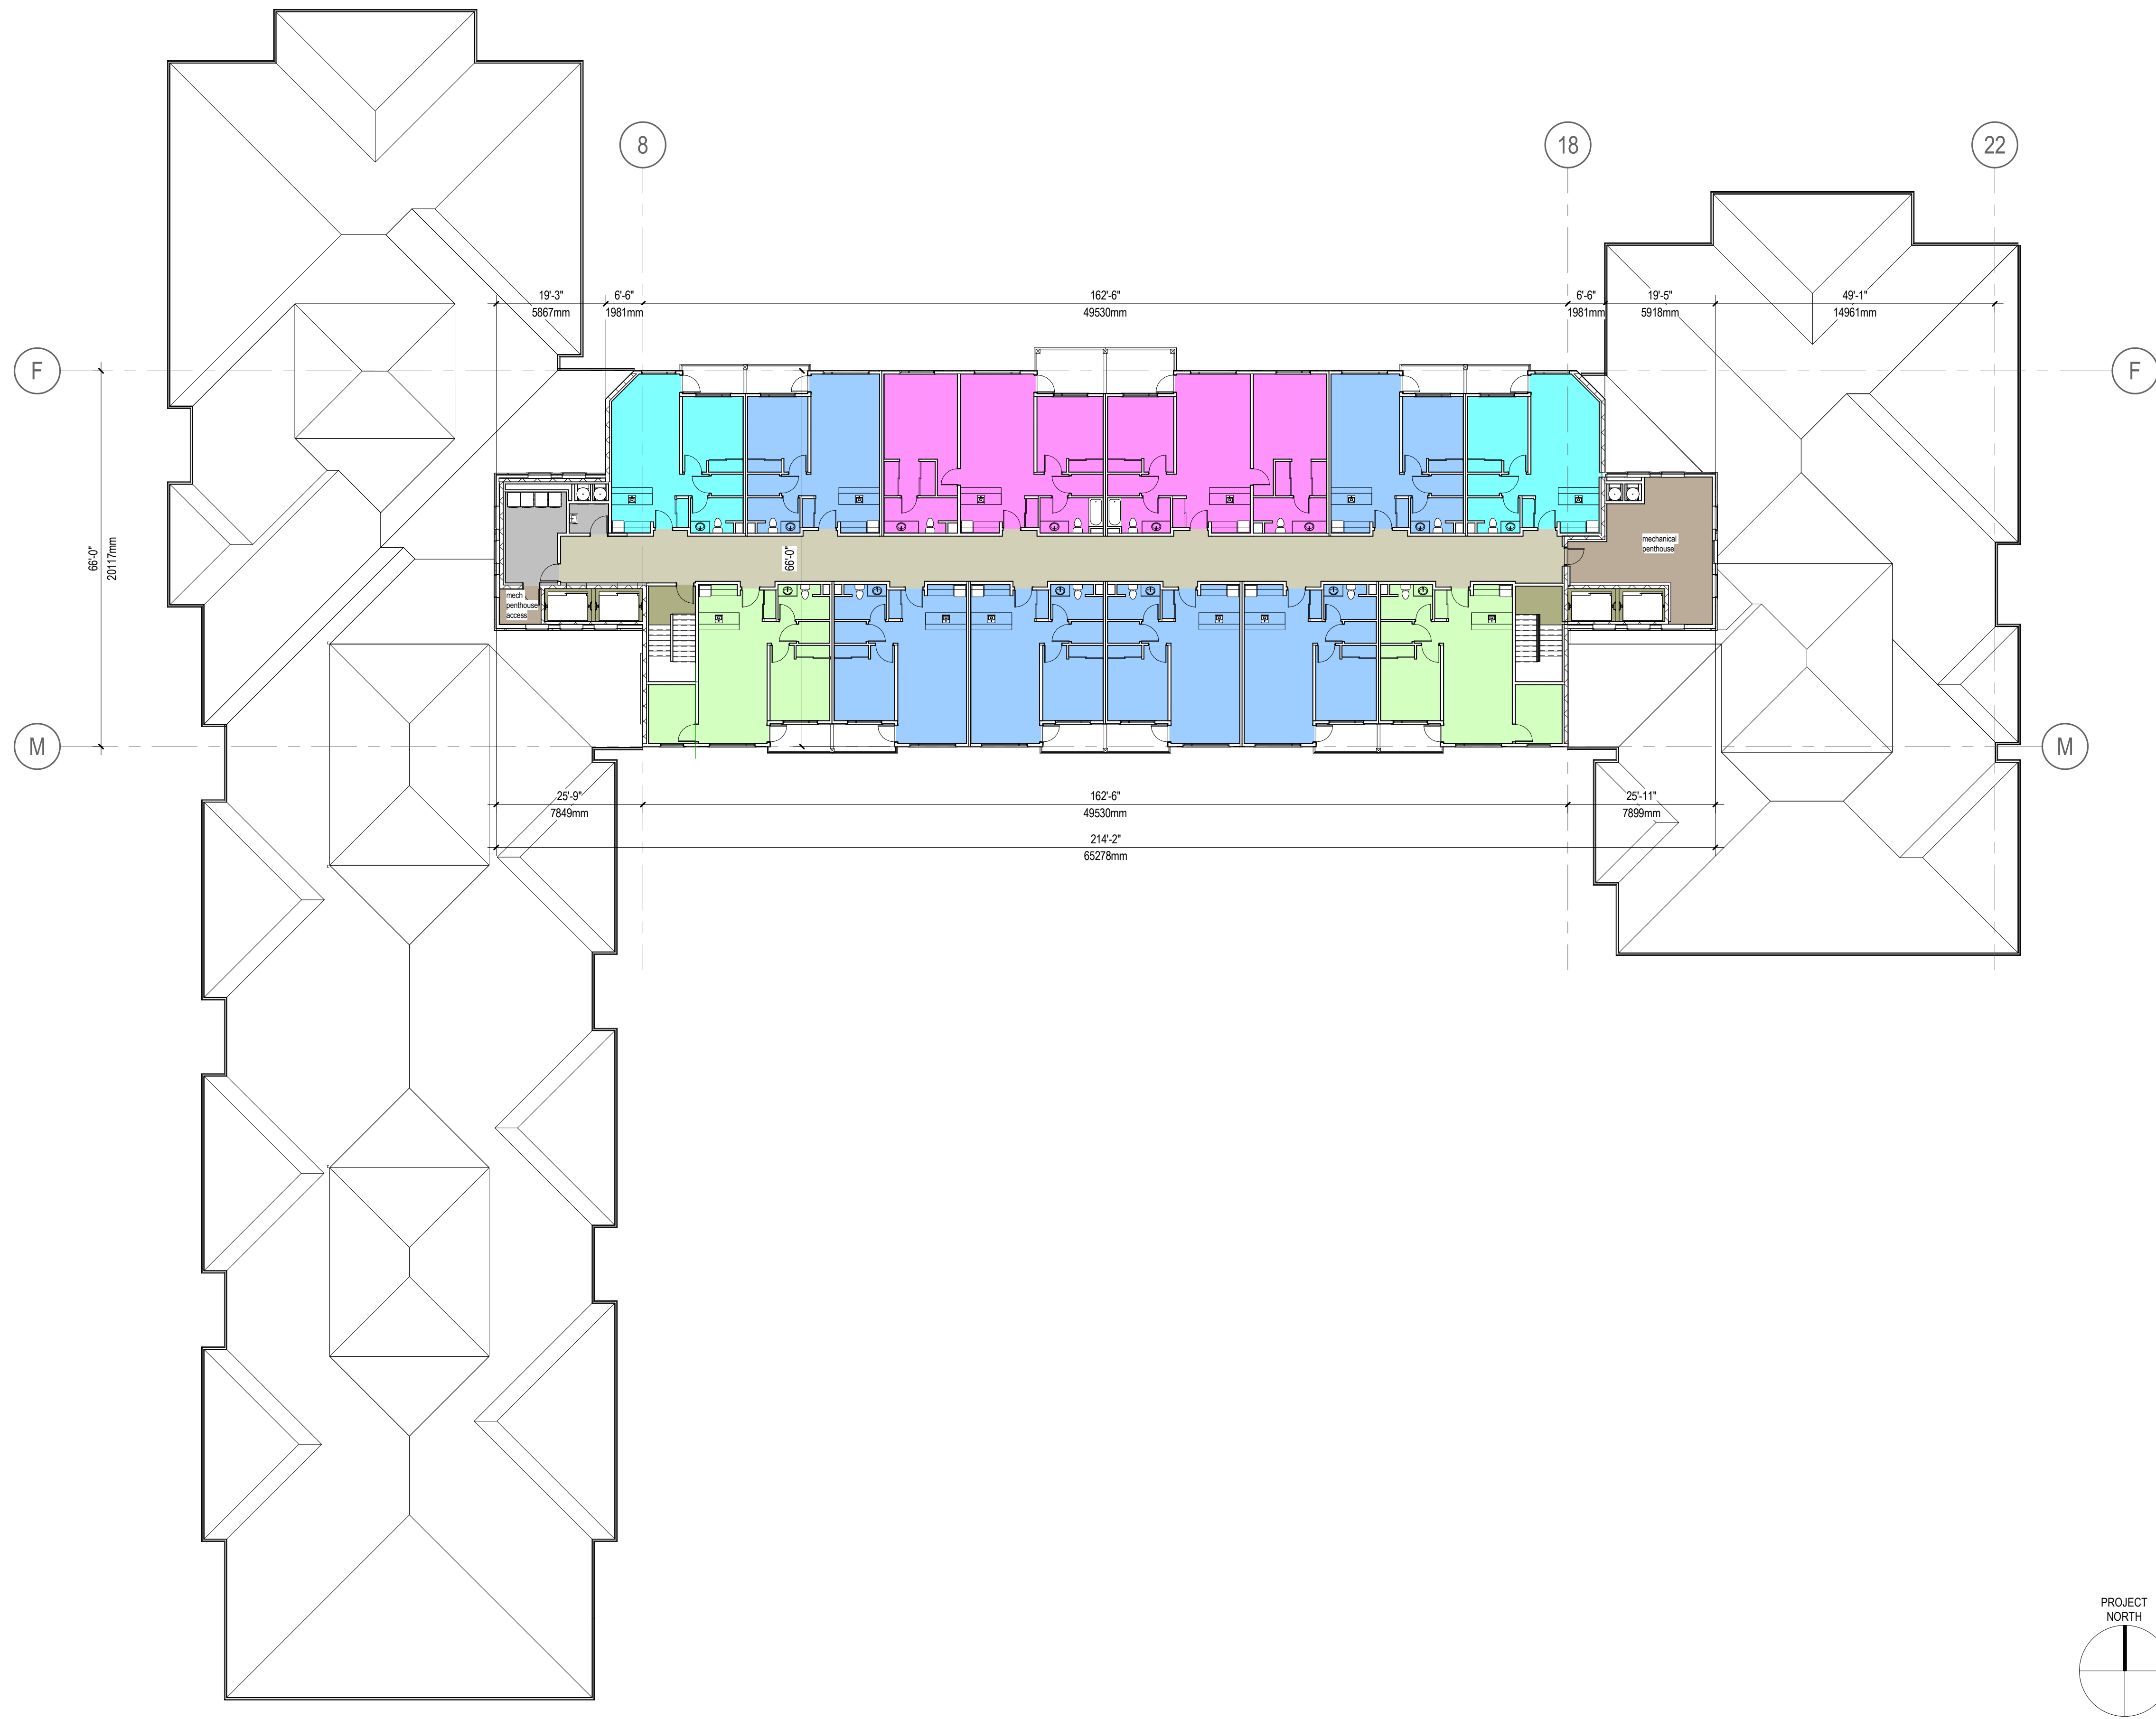 8
18
22
19'-3"
6'-6"
162'-6"
6'-6"
19'-5"
49'-1"
5867mm
1981mm
49530mm
1981mm
5918mm
14961mm
F
F
66'-0"
20117mm
66'-0"
mechanical
penthouse
mech
penthouse
access
M
M
25'-9"
162'-6"
25'-11"
7849mm
49530mm
7899mm
214'-2"
65278mm
PROJECT
NORTH